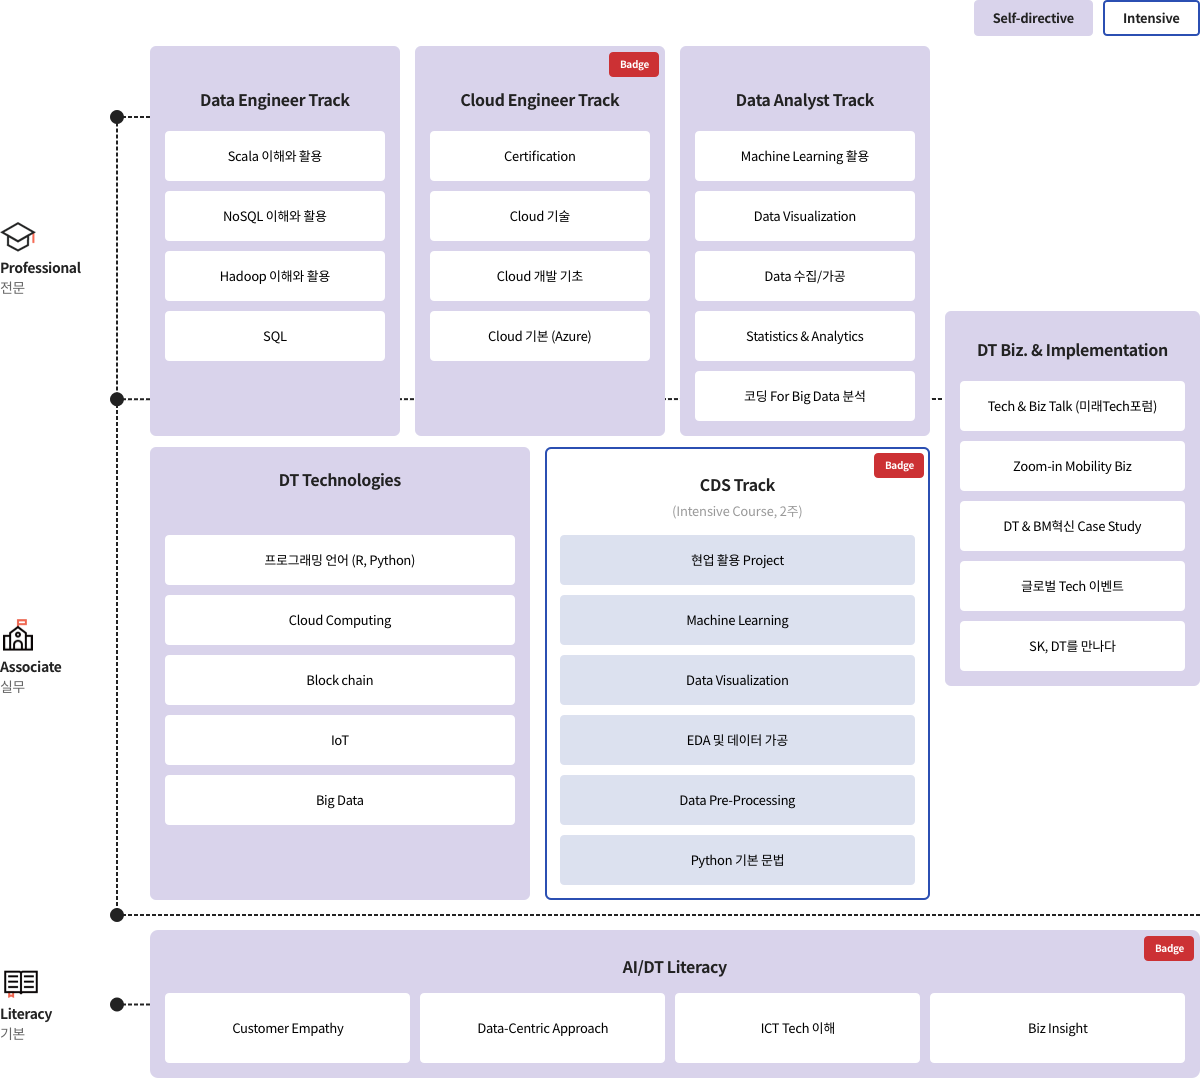 Self-directive
Intensive
Professional
전문
Data Engineer Track
Scala 이해와 활용
NoSQL 이해와 활용
Hadoop 이해와 활용
SQL
Badge
Cloud Engineer Track
Certification
Cloud 기술
Cloud 개발 기초
Cloud 기본 (Azure)
Data Analyst Track
Machine Learning 활용
Data Visualization
Data 수집/가공
Statistics & Analytics
코딩 For Big Data 분석
DT Biz. & Implementation
Tech & Biz Talk (미래Tech포럼)
Zoom-in Mobility Biz
DT & BM혁신 Case Study
글로벌 Tech 이벤트
SK, DT를 만나다
Associate
실무
DT Technologies
프로그래밍 언어 (R, Python)
Cloud Computing
Block chain
IoT
Big Data
Badge
CDS Track
(Intensive Course, 2주)
현업 활용 Project
Machine Learning
Data Visualization
EDA 및 데이터 가공
Data Pre-Processing
Python 기본 문법
Literacy
기본
Badge
AI/DT Literacy
Customer Empathy
Data-Centric Approach
ICT Tech 이해
Biz Insight